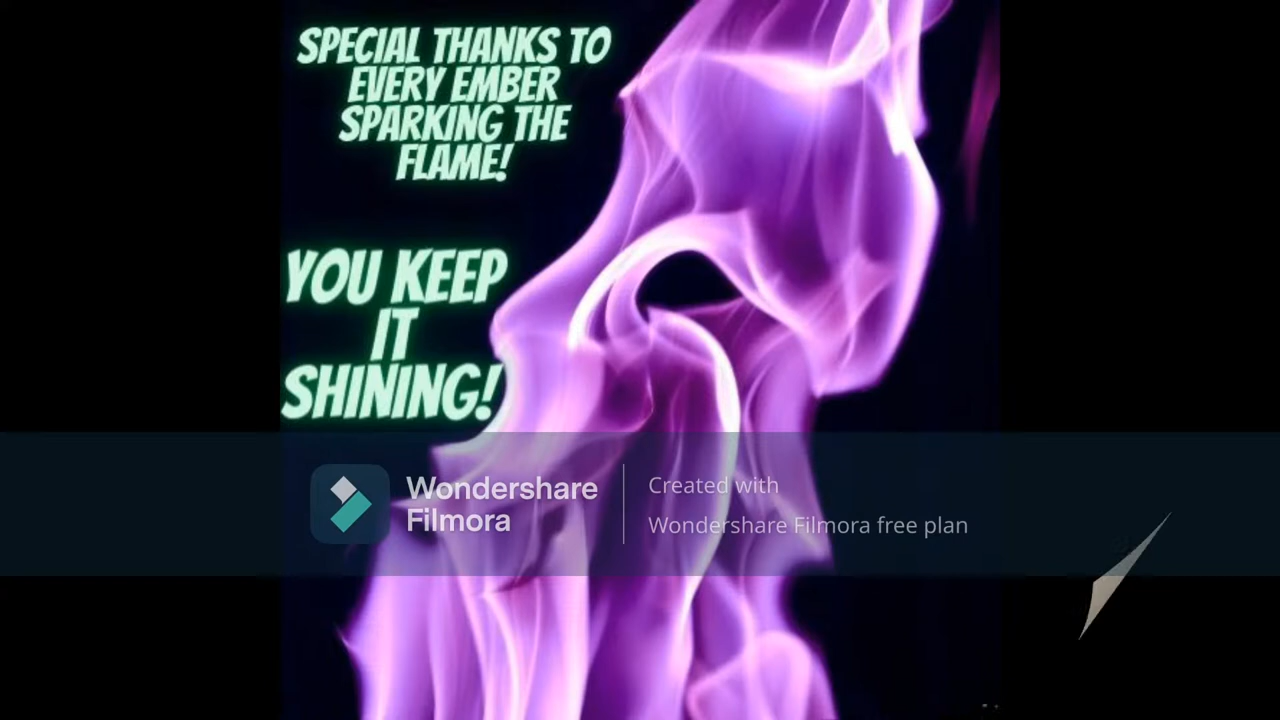 SPECIAL THANKS TO
EVERY EMBER
SPARKING THE
FLAME!
YOU KEEP
IT
SHINING!
Wondershare
Filmora
Created with
Wondershare Filmora free plan